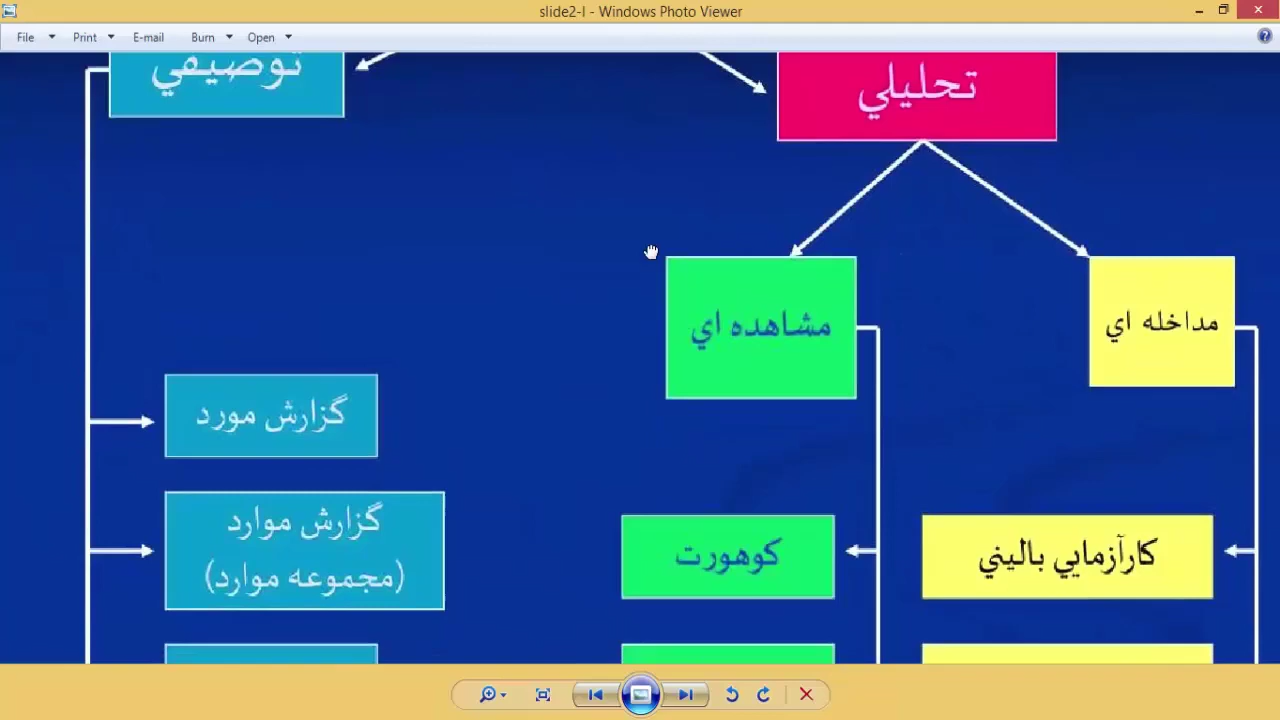 slide2-I - Windows Photo Viewer
File Print E-mail Burn Open
توصيفي
تحليلي
مشاهده اي
مداخله اي
گزارش مورد
گزارش موارد
(مجموعه موارد)
كوهورت
كارآزمايي باليني